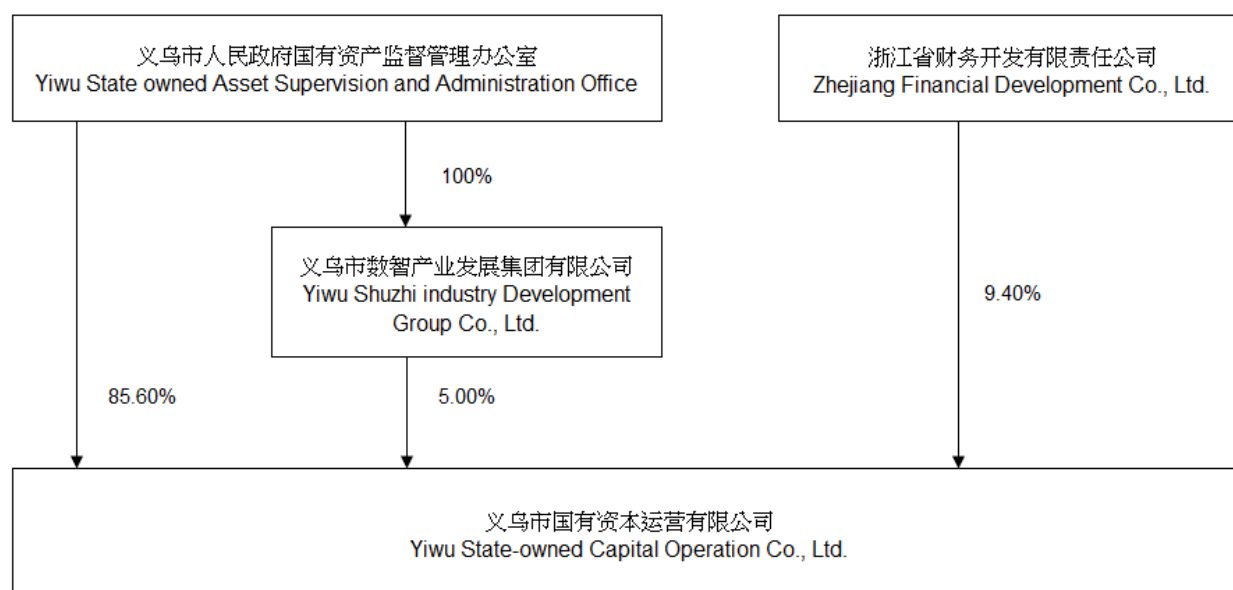 义乌市人民政府国有资产监督管理办公室
Yiwu State owned Asset Supervision and Administration Office
浙江省财务开发有限责任公司
Zhejiang Financial Development Co., Ltd.
100%
义乌市数智产业发展集团有限公司
Yiwu Shuzhi industry Development
Group Co., Ltd.
9.40%
85.60%
5.00%
义乌市国有资本运营有限公司
Yiwu State-owned Capital Operation Co., Ltd.